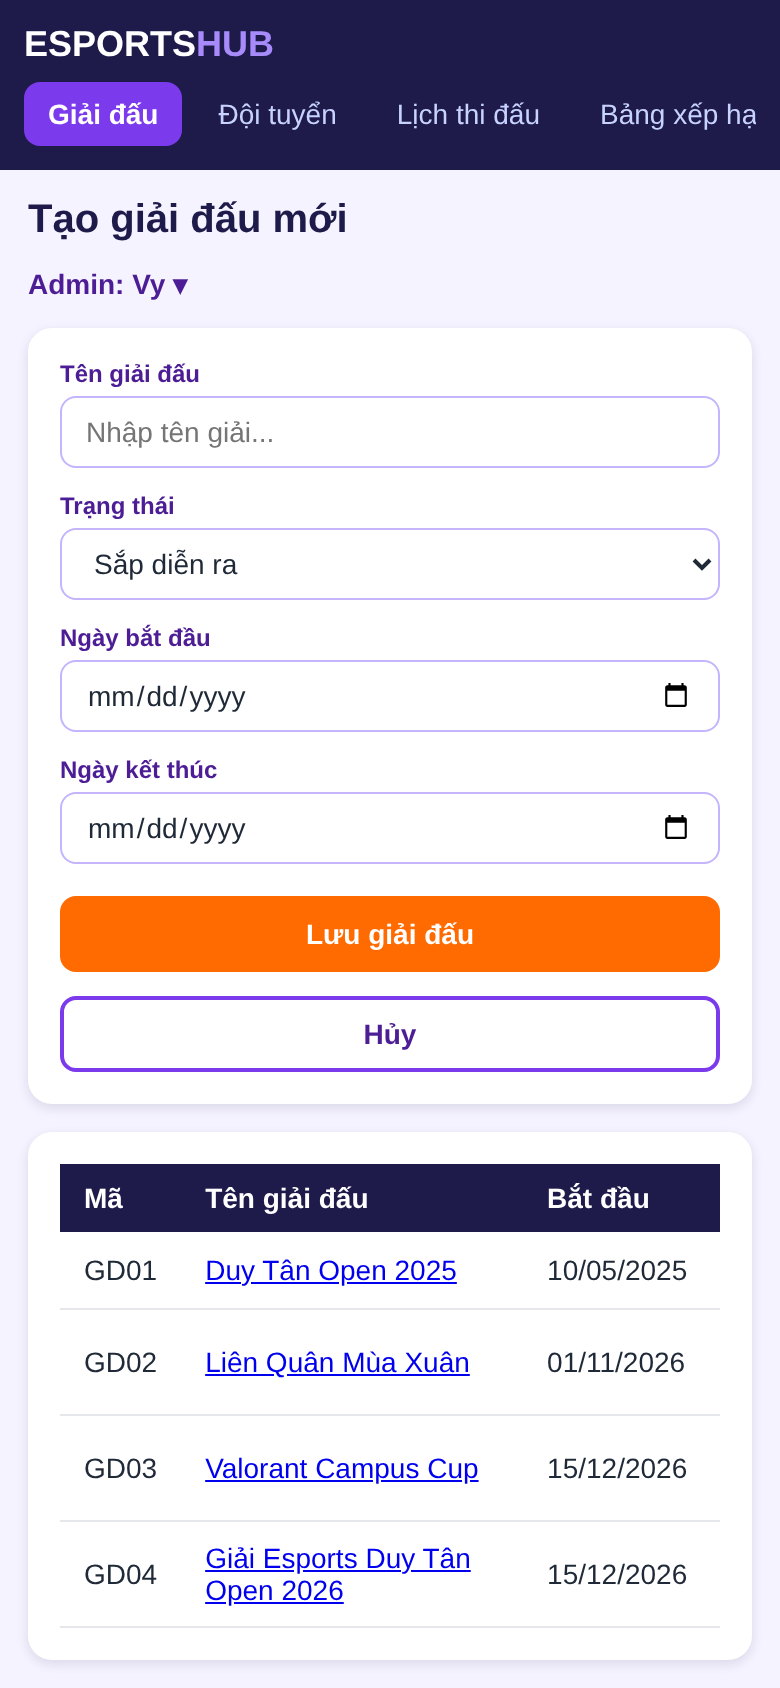 ESPORTSHUB
Giải đấu Đội tuyển Lịch thi đấu Bảng xếp hạ
Tạo giải đấu mới
Admin: Vy ▾
Tên giải đấu
Nhập tên giải...
Trạng thái
Sắp diễn ra
Ngày bắt đầu
mm/dd/yyyy
Ngày kết thúc
mm/dd/yyyy
Lưu giải đấu
Hủy
Mã Tên giải đấu Bắt đầu
GD01 Duy Tân Open 2025 10/05/2025
GD02 Liên Quân Mùa Xuân 01/11/2026
GD03 Valorant Campus Cup 15/12/2026
GD04 Giải Esports Duy Tân 15/12/2026
Open 2026